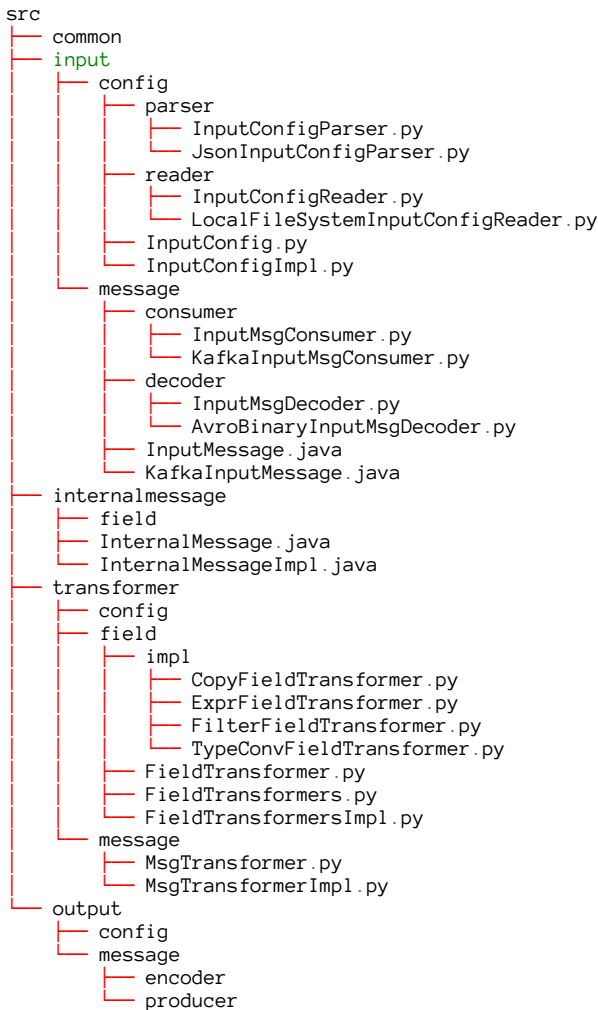 src
common
input
config
parser
InputConfigParser.py
JsonInputConfigParser.py
reader
InputConfigReader.py
LocalFileSystemInputConfigReader.py
InputConfig.py
InputConfigImpl.py
message
consumer
InputMsgConsumer.py
KafkaInputMsgConsumer.py
decoder
InputMsgDecoder.py
AvroBinaryInputMsgDecoder.py
InputMessage.java
KafkaInputMessage.java
internalmessage
field
InternalMessage.java
InternalMessageImpl.java
transformer
config
field
impl
CopyFieldTransformer.py
ExprFieldTransformer.py
FilterFieldTransformer.py
TypeConvFieldTransformer.py
FieldTransformer.py
FieldTransformers.py
FieldTransformersImpl.py
message
MsgTransformer.py
MsgTransformerImpl.py
output
config
message
encoder
producer